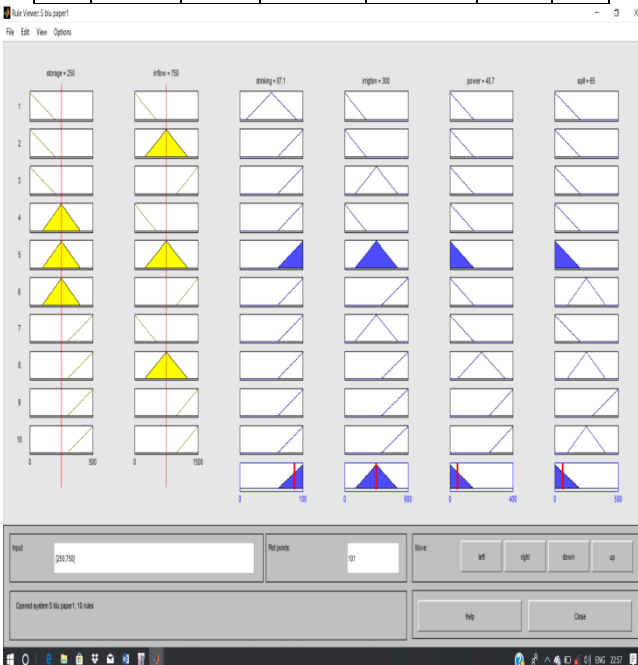 Rule Viewer: S blu paper1
File Edit View Options
storage = 250 inflow = 750 drinking = 87.1 irrigtion = 300 power = 48.7 spill = 65
1
2
3
4
5
6
7
8
9
10
0 500 0 1500
0 100 0 600 0 400 0 500
Input: [250;750] Plot points: 101 Move: left right down up
Opened system S blu paper1, 10 rules Help Close
ENG 22:57